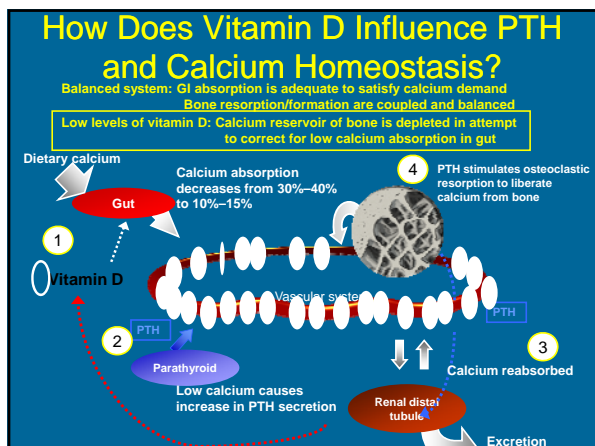 How Does Vitamin D Influence PTH
and Calcium Homeostasis?
Balanced system: GI absorption is adequate to satisfy calcium demand
Bone resorption/formation are coupled and balanced
Low levels of vitamin D: Calcium reservoir of bone is depleted in attempt
to correct for low calcium absorption in gut
Dietary calcium
Gut
Calcium absorption
decreases from 30%–40%
to 10%–15%
4
PTH stimulates osteoclastic
resorption to liberate
calcium from bone
1
Vitamin D
Vascular system
2
PTH
Parathyroid
Low calcium causes
increase in PTH secretion
PTH
3
Calcium reabsorbed
Renal distal
tubule
Excretion